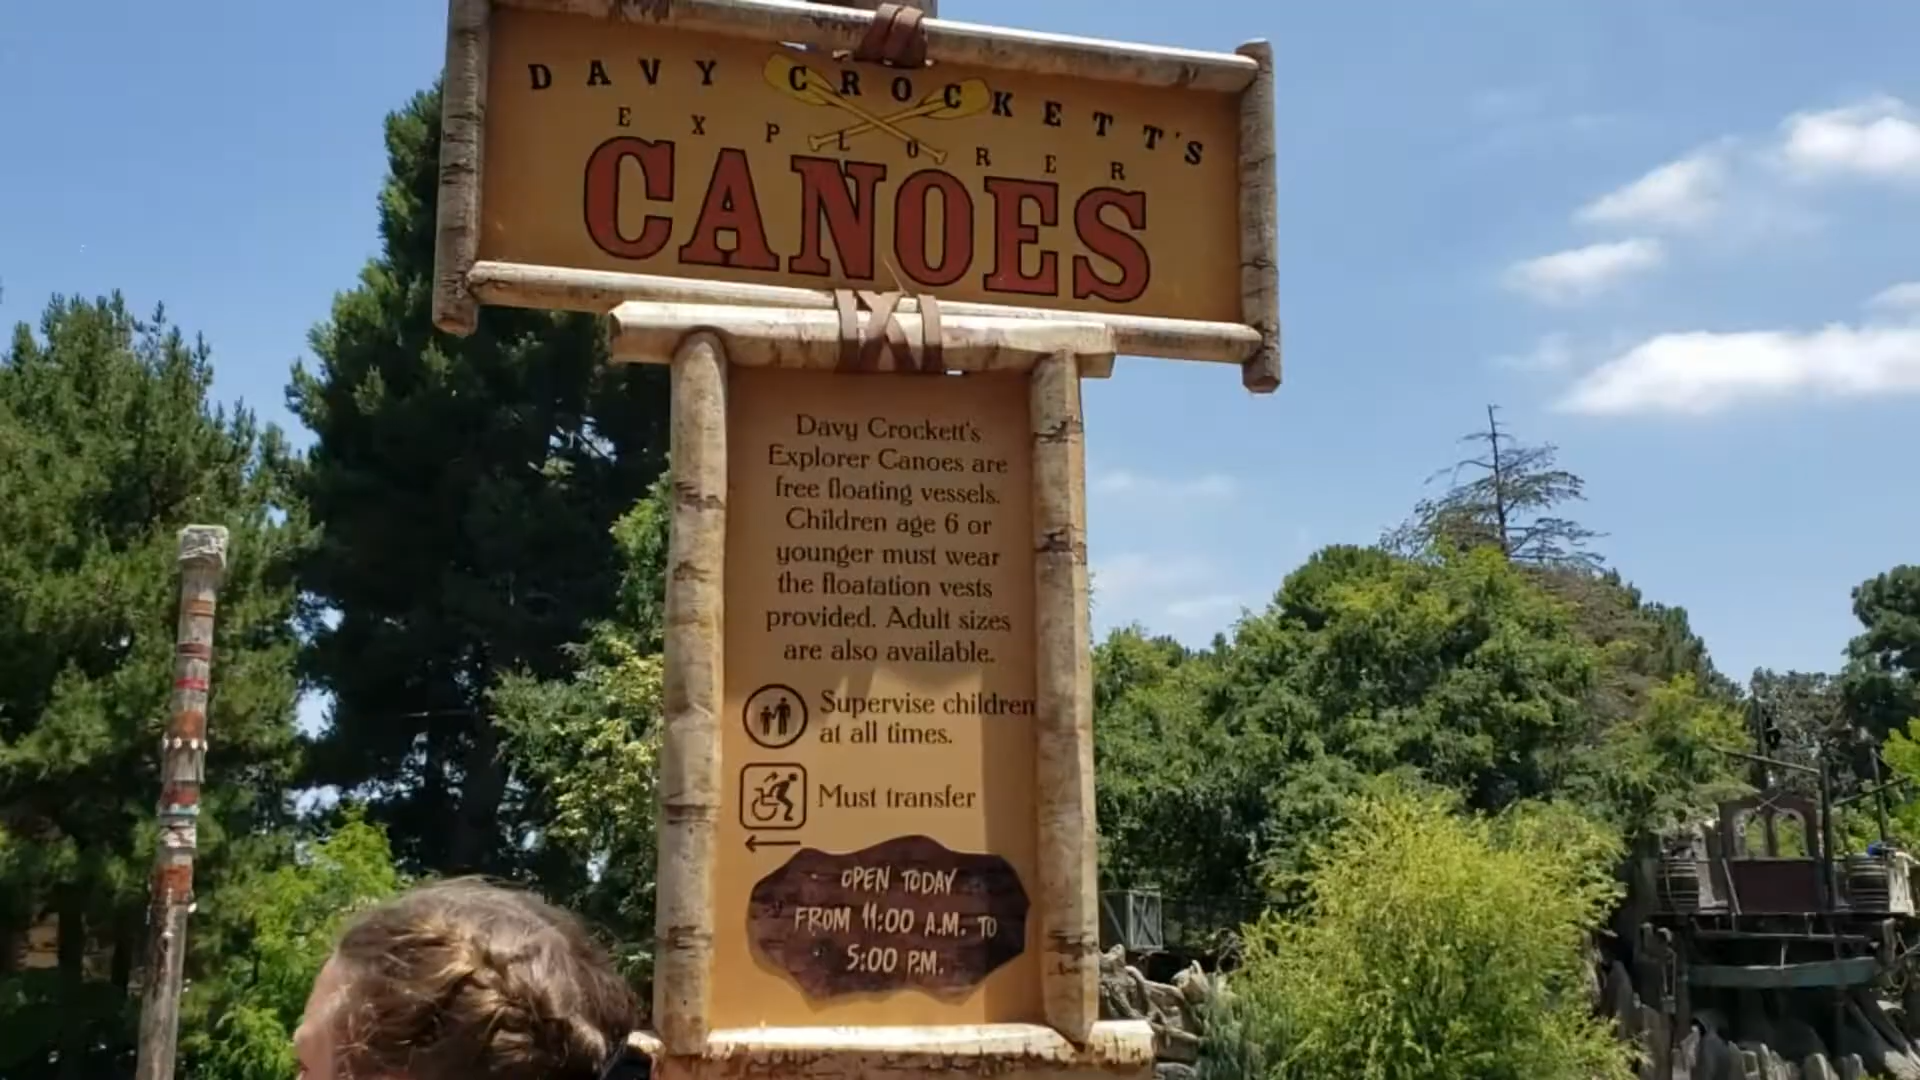 DAVY CROCKETT'S
EXPLORER
CANOES
Davy Crockett's
Explorer Canoes are
free floating vessels.
Children age 6 or
younger must wear
the floatation vests
provided. Adult sizes
are also available.
Supervise children
at all times.
Must transfer
OPEN TODAY
FROM 11:00 A.M. TO
5:00 P.M.